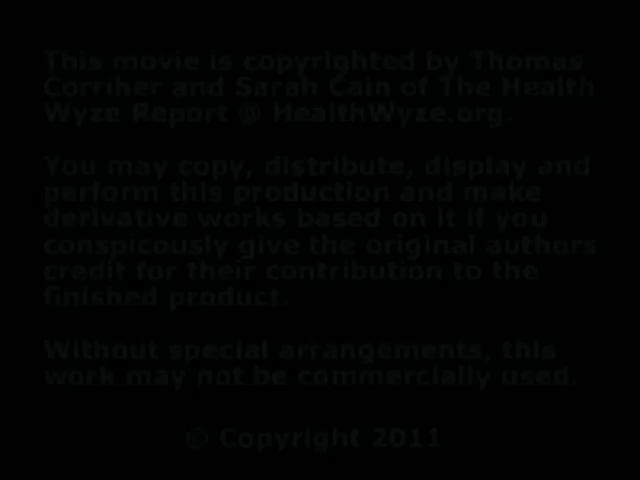 This movie is copyrighted by Thomas
Corriher and Sarah Cain of The Health
Wyze Report @ HealthWyze.org.
You may copy, distribute, display and
perform this production and make
derivative works based on it if you
conspicously give the original authors
credit for their contribution to the
finished product.
Without special arrangements, this
work may not be commercially used.
© Copyright 2011